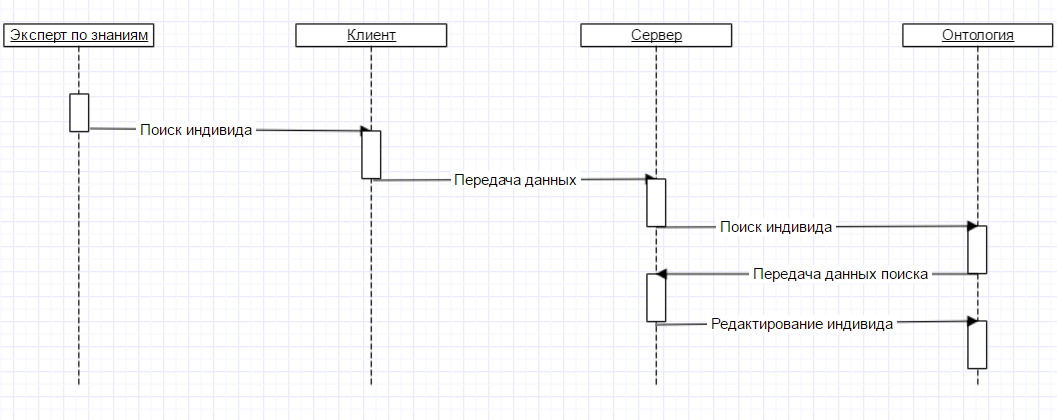 Эксперт по знаниям
Клиент
Сервер
Онтология
Поиск индивида
Передача данных
Поиск индивида
Передача данных поиска
Редактирование индивида